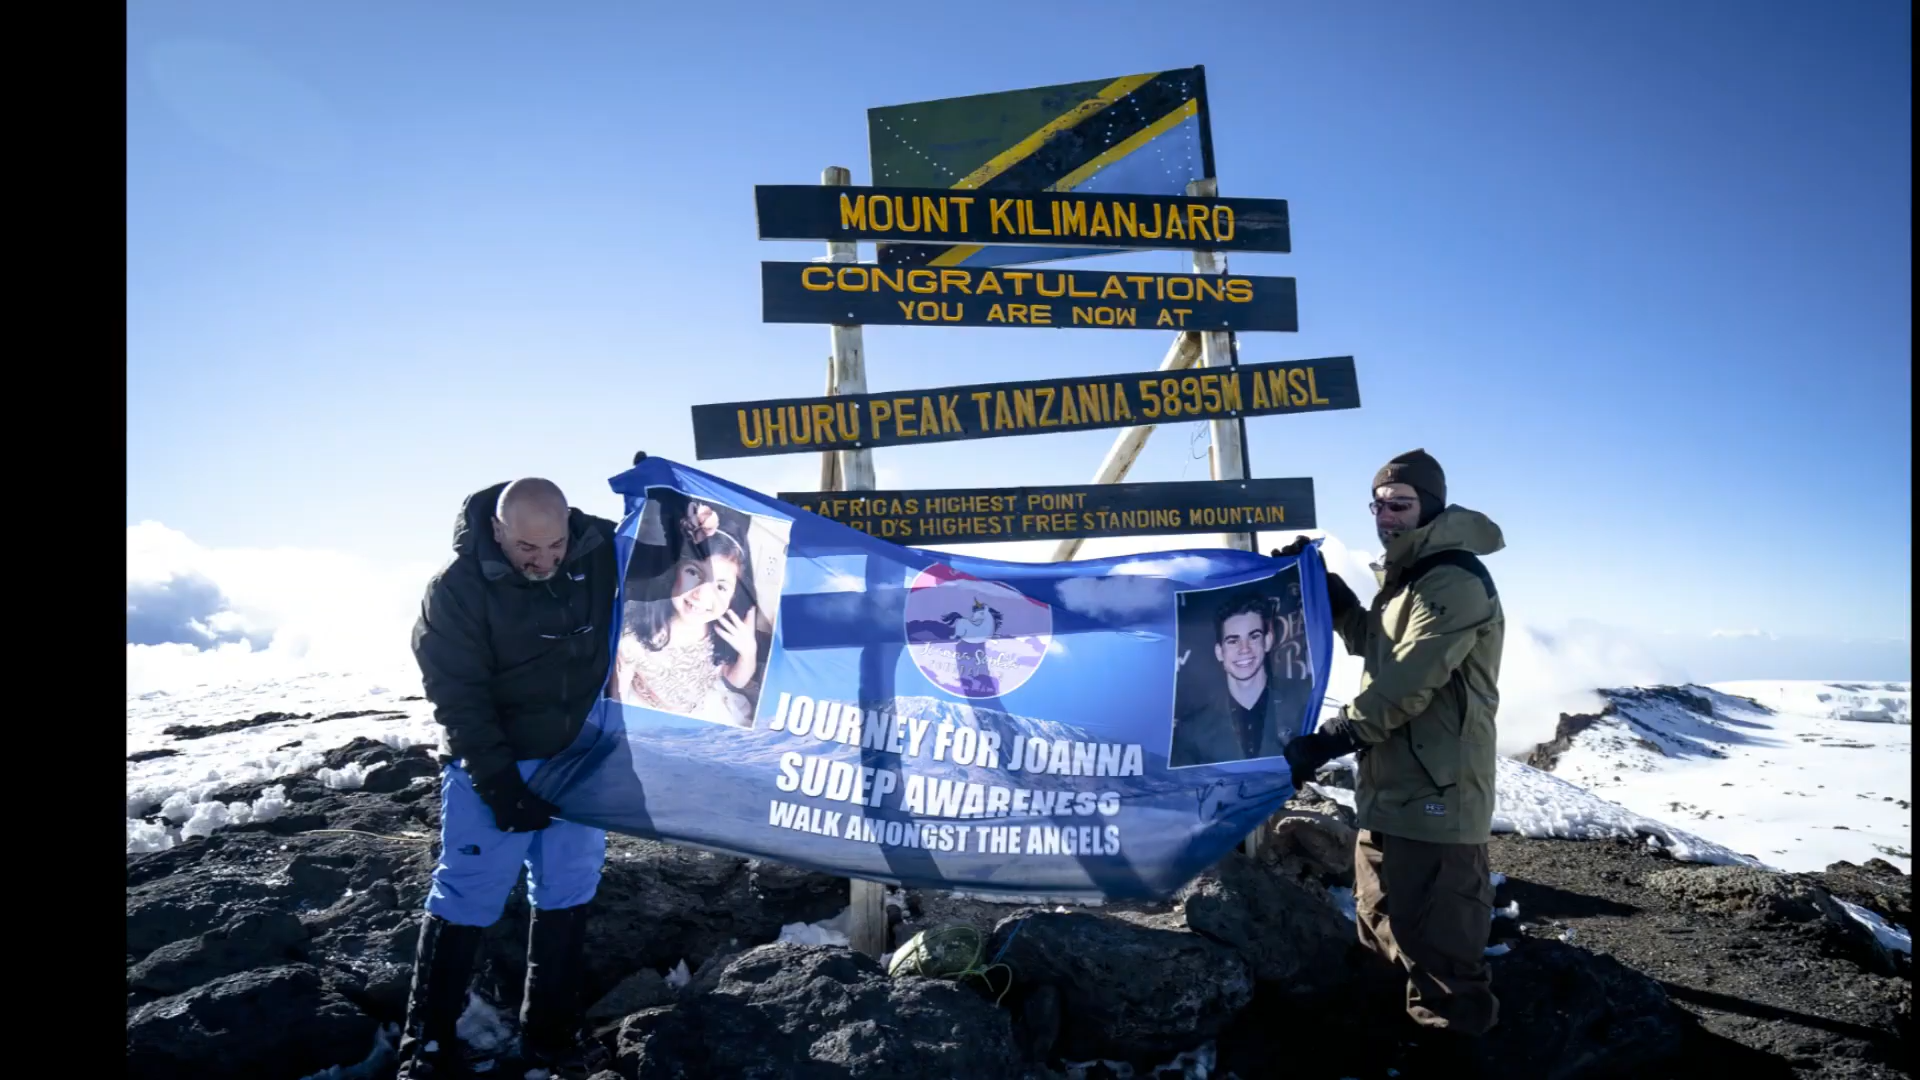 MOUNT KILIMANJARO
CONGRATULATIONS
YOU ARE NOW AT
UHURU PEAK TANZANIA 5895M AMSL
AFRICAS HIGHEST POINT
HIGHEST FREE STANDING MOUNTAIN
JOURNEY FOR JOANNA
SUDEP AWARENESS
WALK AMONGST THE ANGELS